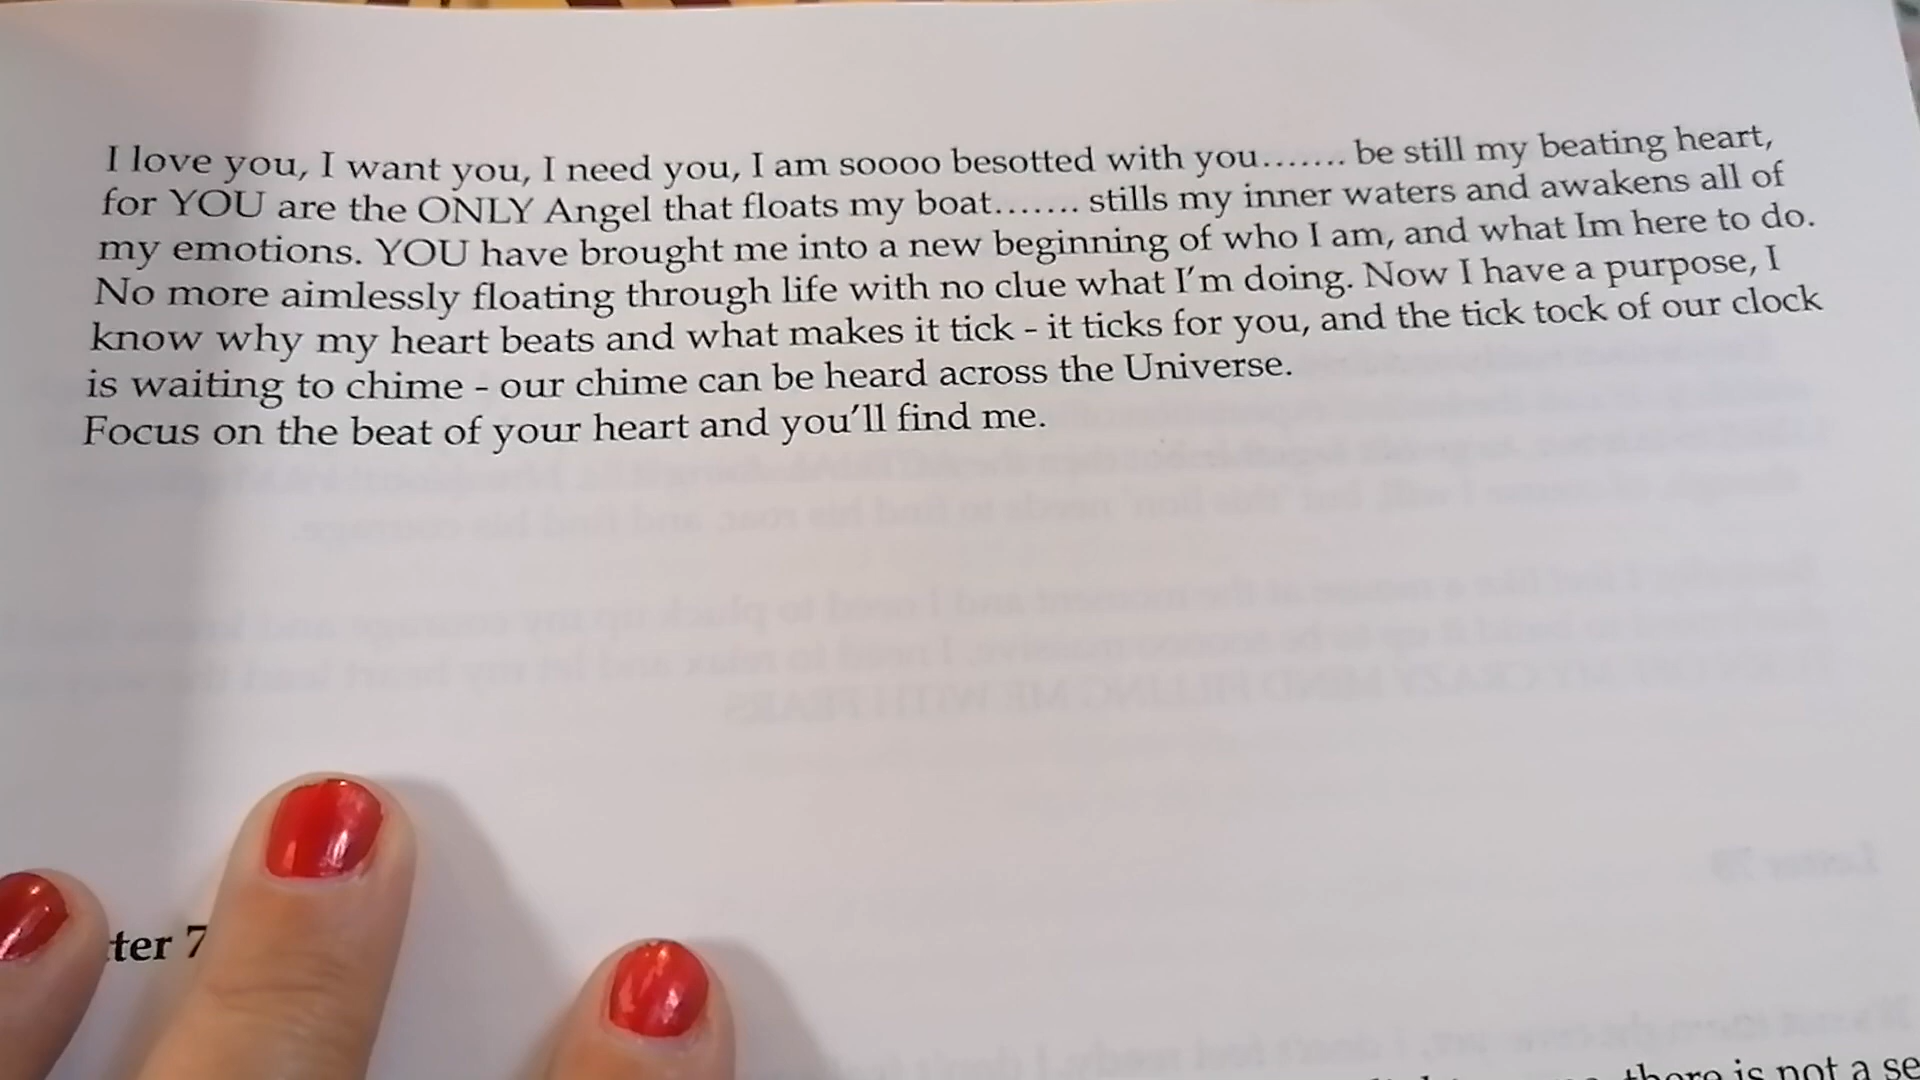 I love you, I want you, I need you, I am soooo besotted with you....... be still my beating heart,
for YOU are the ONLY Angel that floats my boat....... stills my inner waters and awakens all of
my emotions. YOU have brought me into a new beginning of who I am, and what Im here to do.
No more aimlessly floating through life with no clue what I'm doing. Now I have a purpose, I
know why my heart beats and what makes it tick - it ticks for you, and the tick tock of our clock
is waiting to chime - our chime can be heard across the Universe.
Focus on the beat of your heart and you'll find me.
ter 7
there is not a se